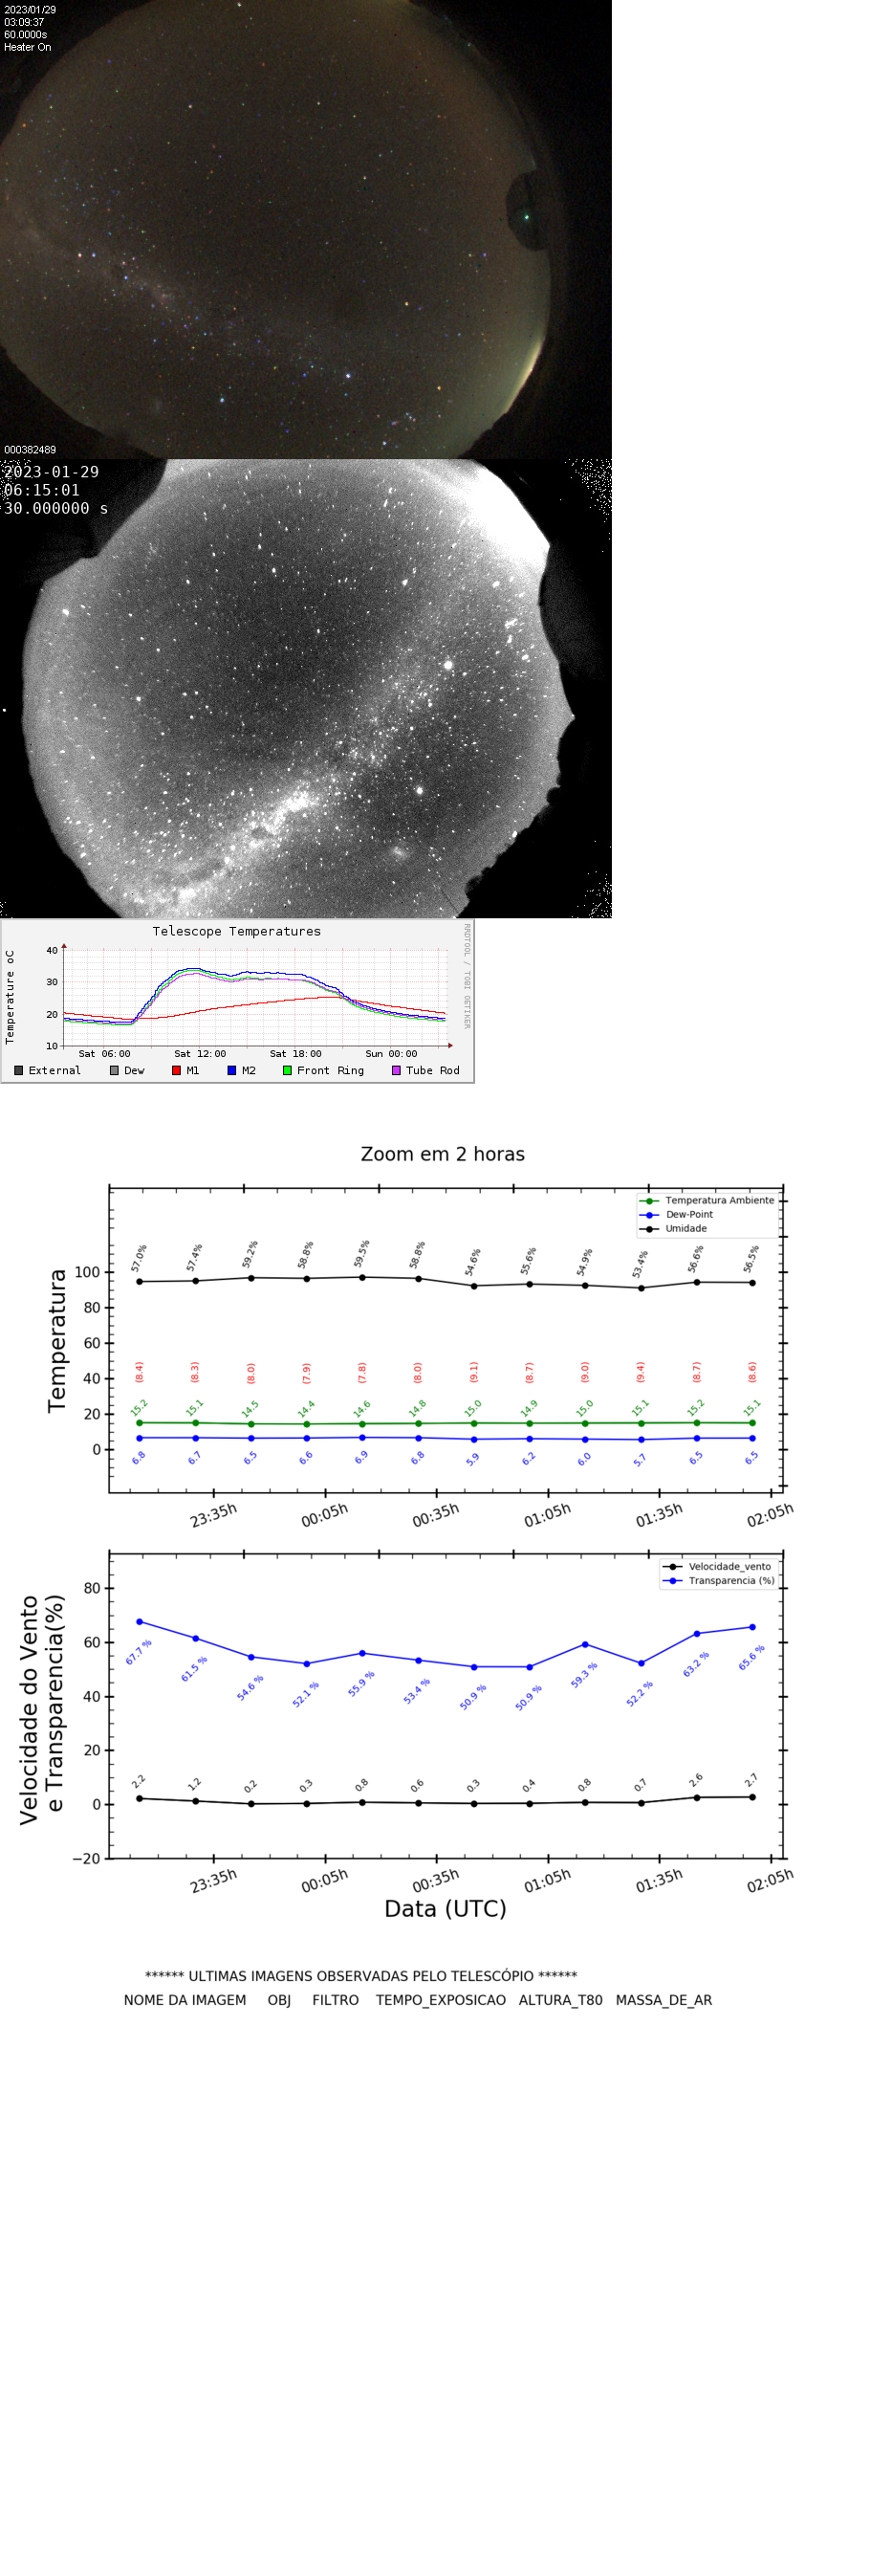 2023/01/29
03:09:37
60.0000s
Heater On
000382489
2023-01-29
06:15:01
30.000000 s
Telescope Temperatures
RRDTOOL / TOBI OETIKER
Temperature oC
40
30
20
10
Sat 06:00 Sat 12:00 Sat 18:00 Sun 00:00
External Dew M1 M2 Front Ring Tube Rod
Zoom em 2 horas
Temperatura Ambiente
Dew-Point
Umidade
Temperatura
100
80
60
40
20
0
57.0% 57.4% 59.2% 58.8% 59.5% 58.8% 54.6% 55.6% 54.9% 53.4% 56.6% 56.5%
(8.4) (8.3) (8.0) (7.9) (7.8) (8.0) (9.1) (8.7) (9.0) (9.4) (8.7) (8.6)
15.2 15.1 14.5 14.4 14.6 14.8 15.0 14.9 15.0 15.1 15.2 15.1
6.8 6.7 6.5 6.6 6.9 6.8 5.9 6.2 6.0 5.7 6.5 6.5
23:35h 00:05h 00:35h 01:05h 01:35h 02:05h
Velocidade_vento
Transparencia (%)
Velocidade do Vento
e Transparencia(%)
80
60
40
20
0
−20
67.7 % 61.5 % 54.6 % 52.1 % 55.9 % 53.4 % 50.9 % 50.9 % 59.3 % 52.2 % 63.2 % 65.6 %
2.2 1.2 0.2 0.3 0.8 0.6 0.3 0.4 0.8 0.7 2.6 2.7
23:35h 00:05h 00:35h 01:05h 01:35h 02:05h
Data (UTC)
****** ULTIMAS IMAGENS OBSERVADAS PELO TELESCÓPIO ******
NOME DA IMAGEM OBJ FILTRO TEMPO_EXPOSICAO ALTURA_T80 MASSA_DE_AR